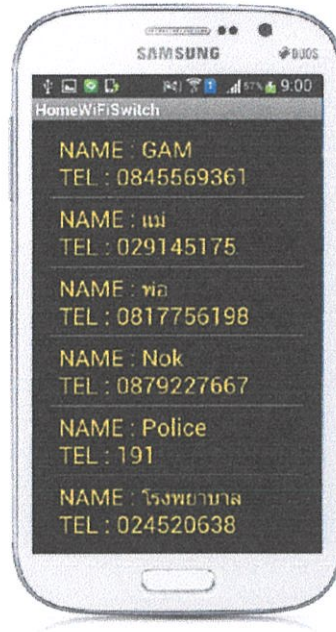 SAMSUNG
DUOS
57% 9:00
HomeWiFiSwitch
NAME : GAM
TEL : 0845569361
NAME : แม่
TEL : 029145175
NAME : พ่อ
TEL : 0817756198
NAME : Nok
TEL : 0879227667
NAME : Police
TEL : 191
NAME : โรงพยาบาล
TEL : 024520638